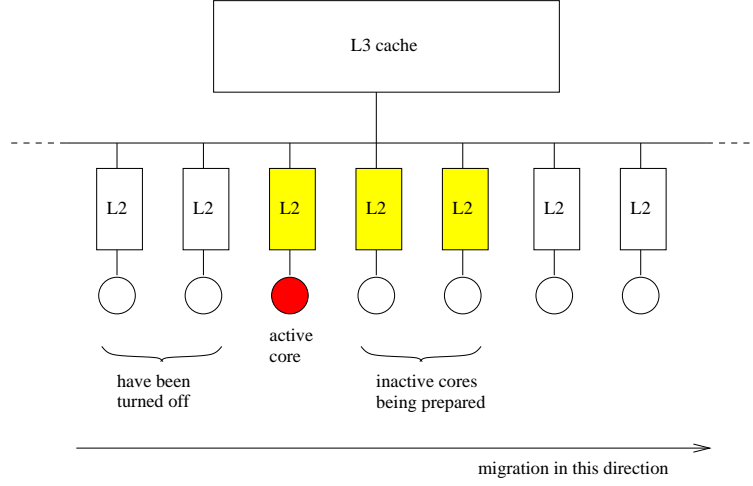 L3 cache
L2
L2
L2
L2
L2
L2
L2
active
core
have been
turned off
inactive cores
being prepared
migration in this direction